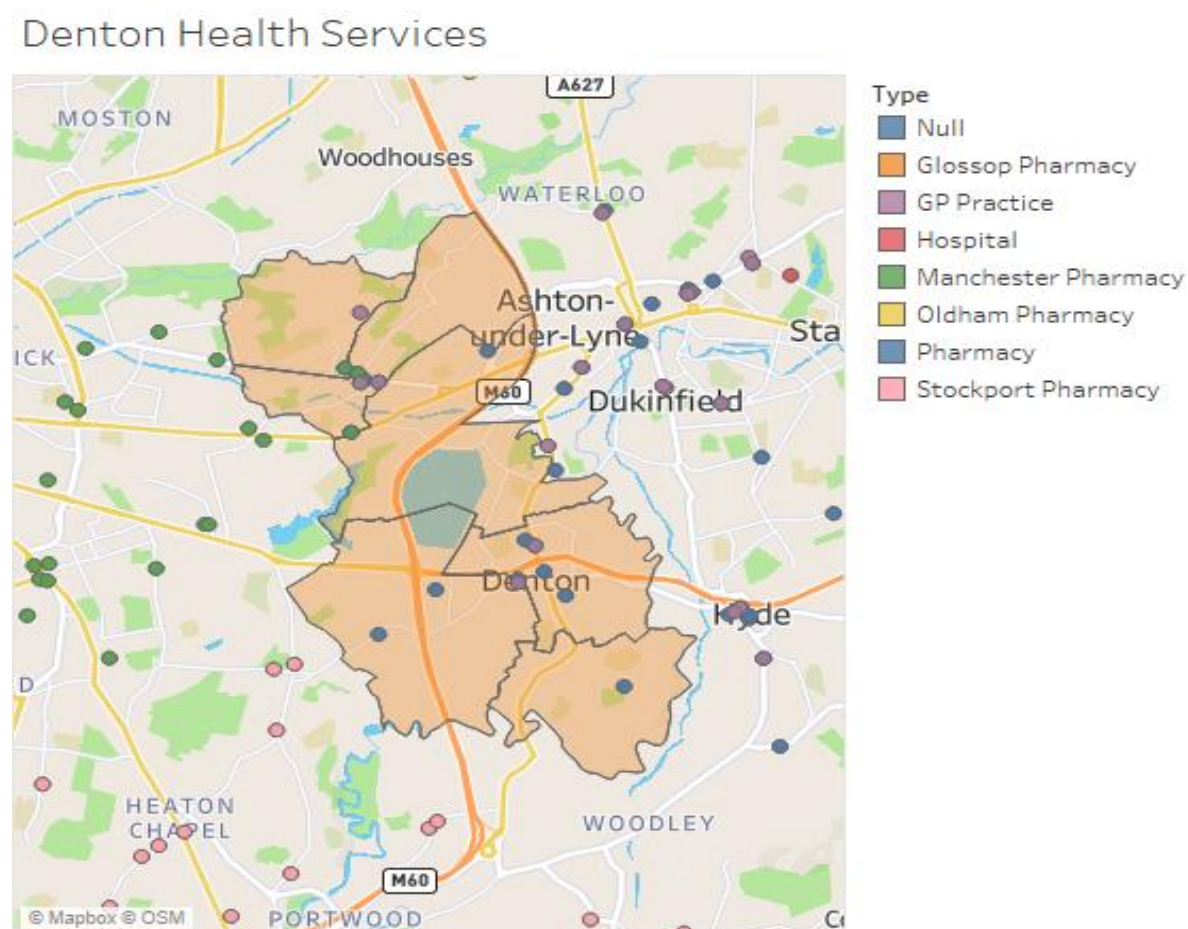 Denton Health Services
A627
MOSTON
Woodhouses
WATERLOO
Ashton-
under-Lyne
Sta
ICK
M60
Dukinfield
Denton
Hyde
D
HEATON
CHAPEL
WOODLEY
M60
PORTWOOD
© Mapbox © OSM
Type
Null
Glossop Pharmacy
GP Practice
Hospital
Manchester Pharmacy
Oldham Pharmacy
Pharmacy
Stockport Pharmacy